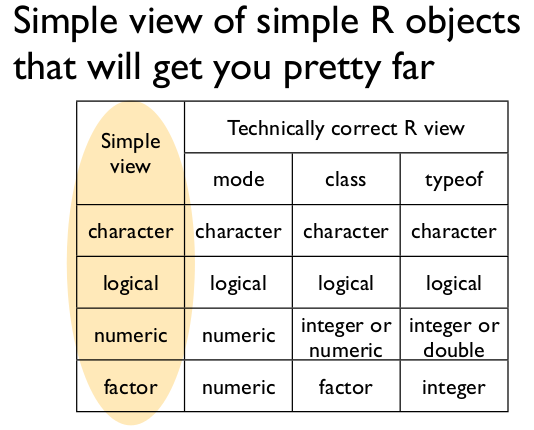 Simple view of simple R objects
that will get you pretty far
Simple
view
Technically correct R view
mode class typeof
character character character character
logical logical logical logical
numeric numeric integer or numeric integer or double
factor numeric factor integer